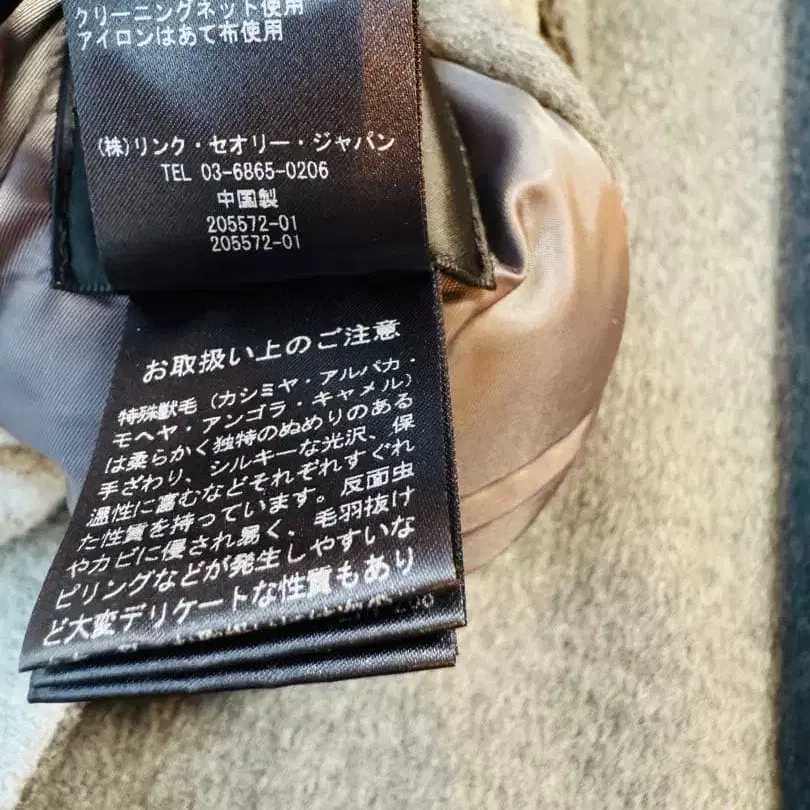 クリーニングネット使用
アイロンはあて布使用
(株)リンク・セオリー・ジャパン
TEL 03-6865-0206
中国製
205572-01
205572-01
お取扱い上のご注意
特殊獣毛(カシミヤ・アルパカ・
モヘヤ・アンゴラ・キャメル)
は柔らかく独特のぬめりのある
手ざわり、シルキーな光沢、保
温性に富むなどそれぞれすぐれ
た性質を持っています。反面虫
やカビに侵され易く、毛羽抜け
ピリングなどが発生しやすいな
ど大変デリケートな性質もあり